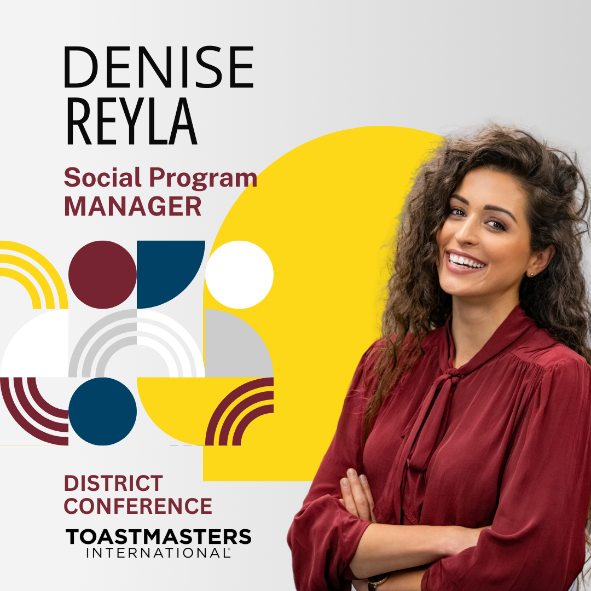 DENISE
REYLA
Social Program
MANAGER
DISTRICT
CONFERENCE
TOASTMASTERS
INTERNATIONAL